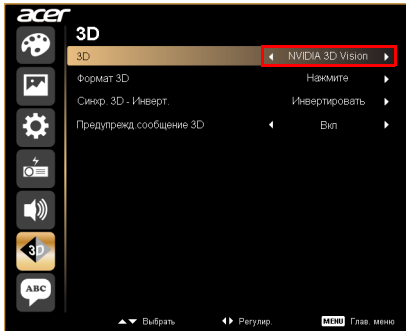 acer
3D
3D NVIDIA 3D Vision
Формат 3D Нажмите
Синхр. 3D - Инверт. Инвертировать
Предупрежд.сообщение 3D Вкл
3D
ABC
Выбрать Регулир. MENU Глав. меню